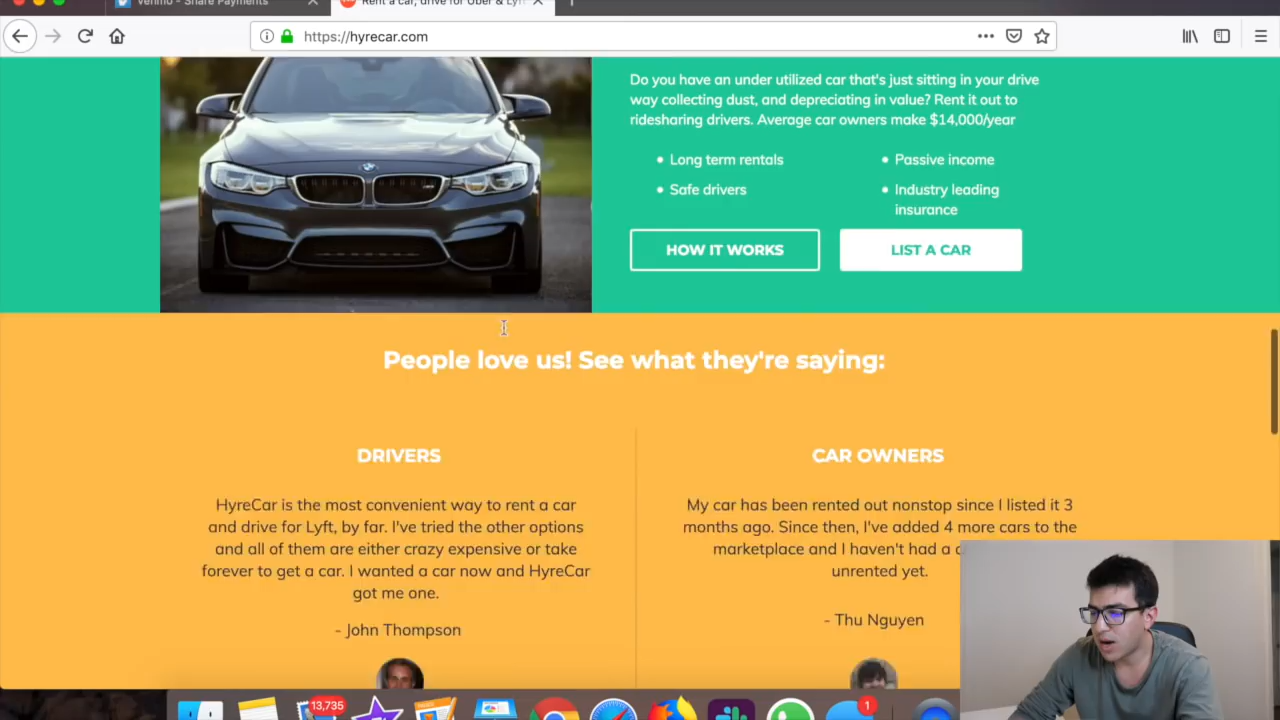 Venmo - Share Payments
Rent a car, drive for Uber & Lyft
https://hyrecar.com
Do you have an under utilized car that's just sitting in your drive
way collecting dust, and depreciating in value? Rent it out to
ridesharing drivers. Average car owners make $14,000/year
• Long term rentals
• Passive income
• Safe drivers
• Industry leading
insurance
HOW IT WORKS
LIST A CAR
People love us! See what they're saying:
DRIVERS
HyreCar is the most convenient way to rent a car
and drive for Lyft, by far. I've tried the other options
and all of them are either crazy expensive or take
forever to get a car. I wanted a car now and HyreCar
got me one.
- John Thompson
CAR OWNERS
My car has been rented out nonstop since I listed it 3
months ago. Since then, I've added 4 more cars to the
marketplace and I haven't had a
unrented yet.
- Thu Nguyen
13,735
1